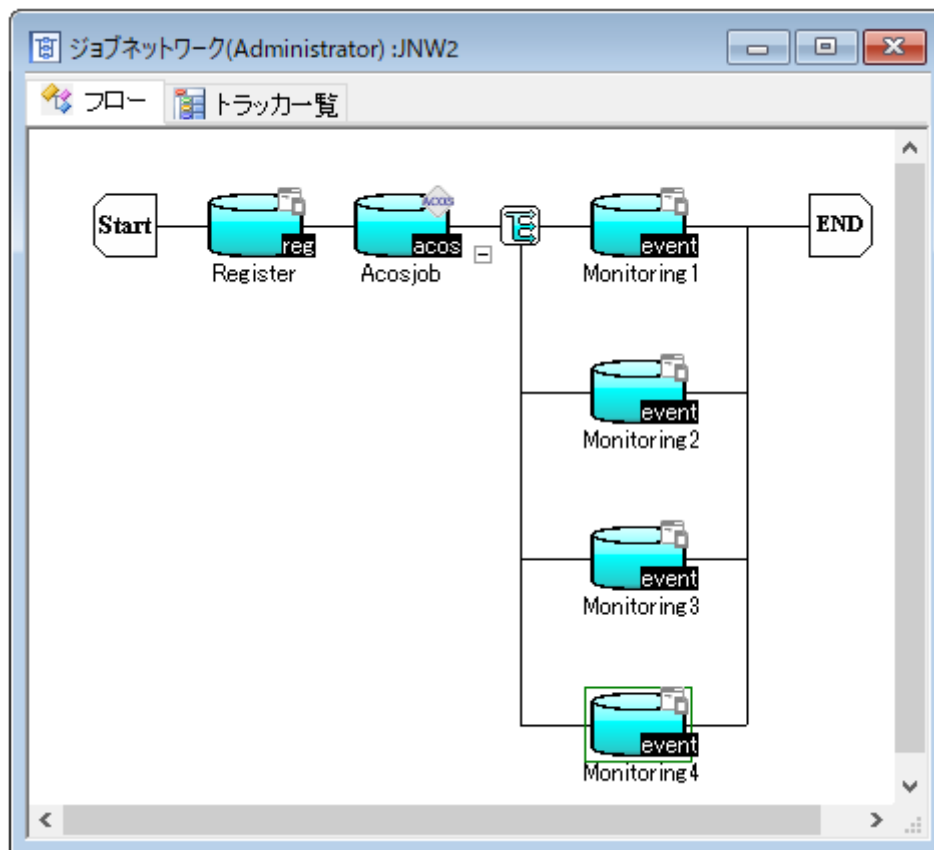 ジョブネットワーク(Administrator) :JNW2
フロー
トラッカ一覧
Start
reg
Register
ACOS
acos
Acosjob
event
Monitoring1
END
event
Monitoring2
event
Monitoring3
event
Monitoring4